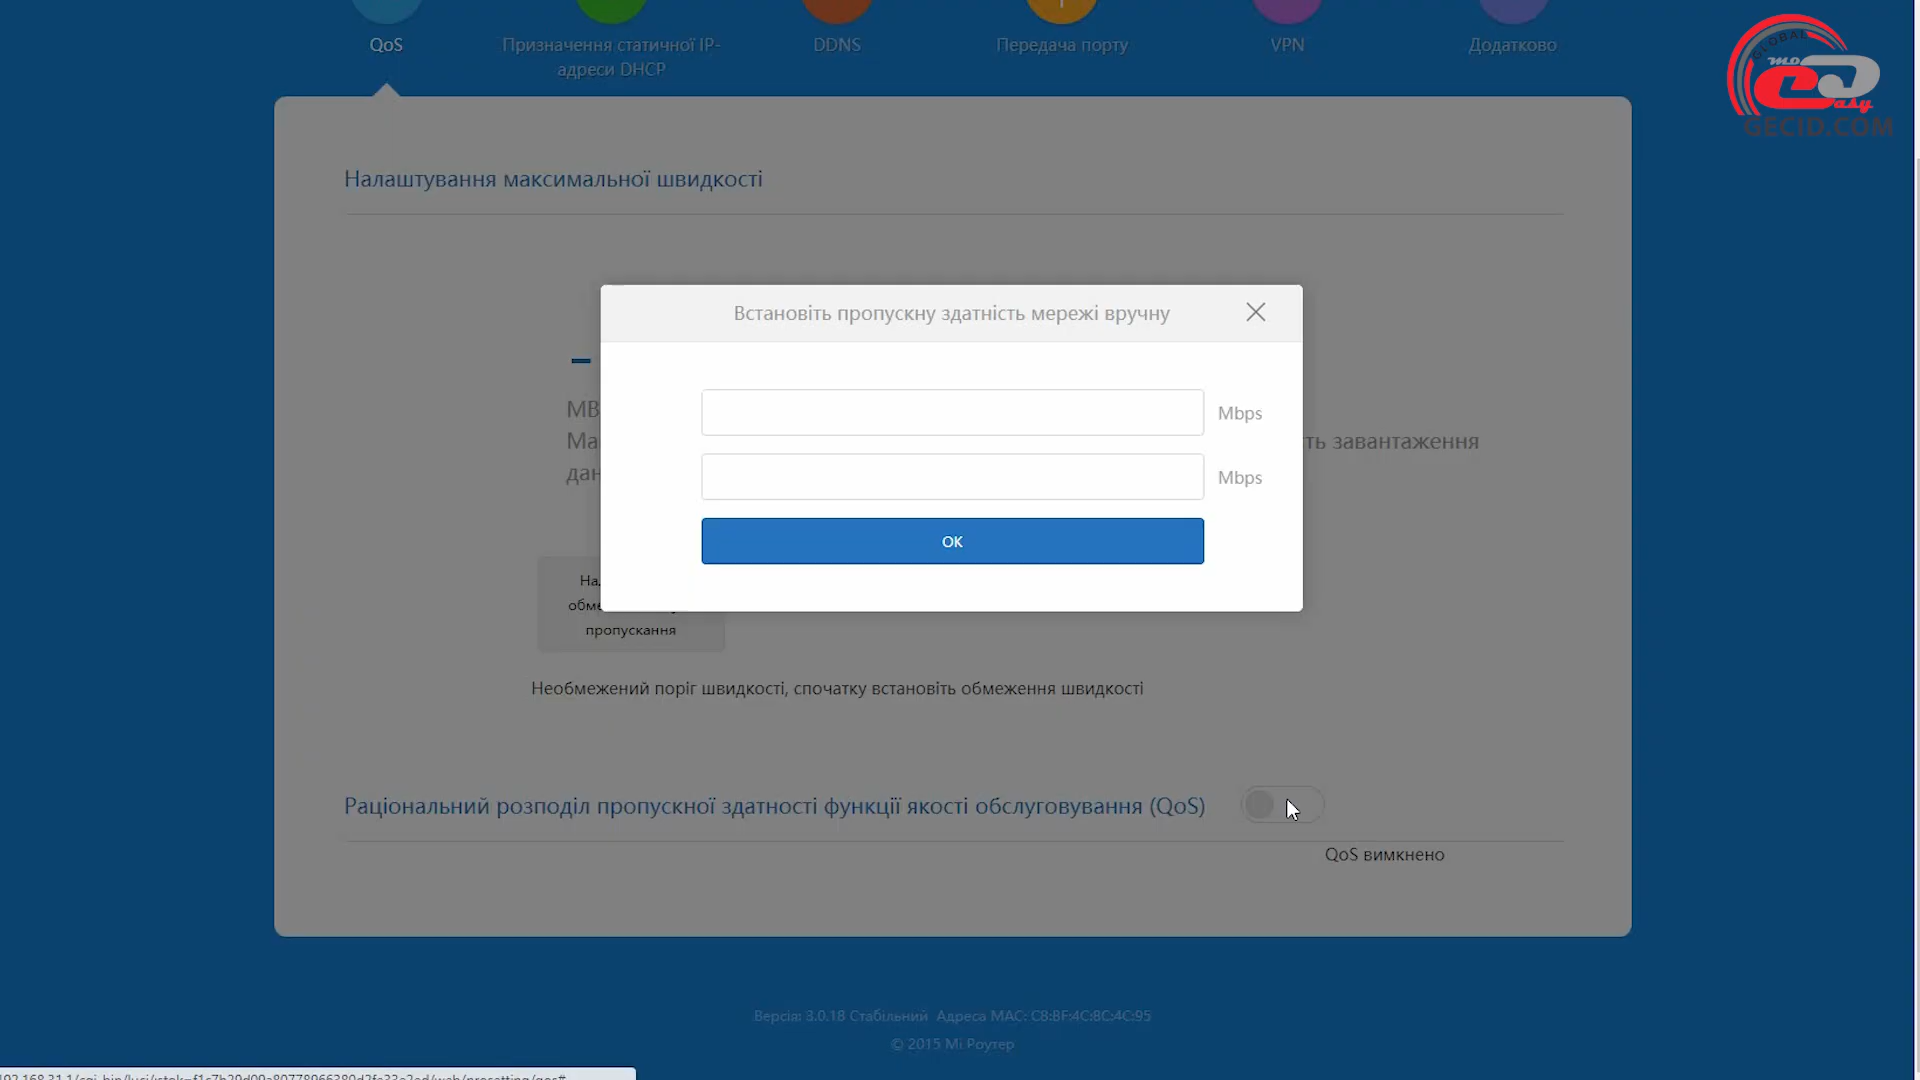 QoS
Призначення статичної IP-
адреси DHCP
DDNS
Передача порту
VPN
Додатково
GLOBAL
easy
GECID.COM
Налаштування максимальної швидкості
Встановіть пропускну здатність мережі вручну
Mbps
Mbps
OK
завантаження
пропускання
Необмежений поріг швидкості, спочатку встановіть обмеження швидкості
Раціональний розподіл пропускної здатності функції якості обслуговування (QoS)
QoS вимкнено
Версія: 3.0.18 Стабільний Адреса MAC: C8:8F:4C:8C:4C:95
© 2015 Mi Роутер